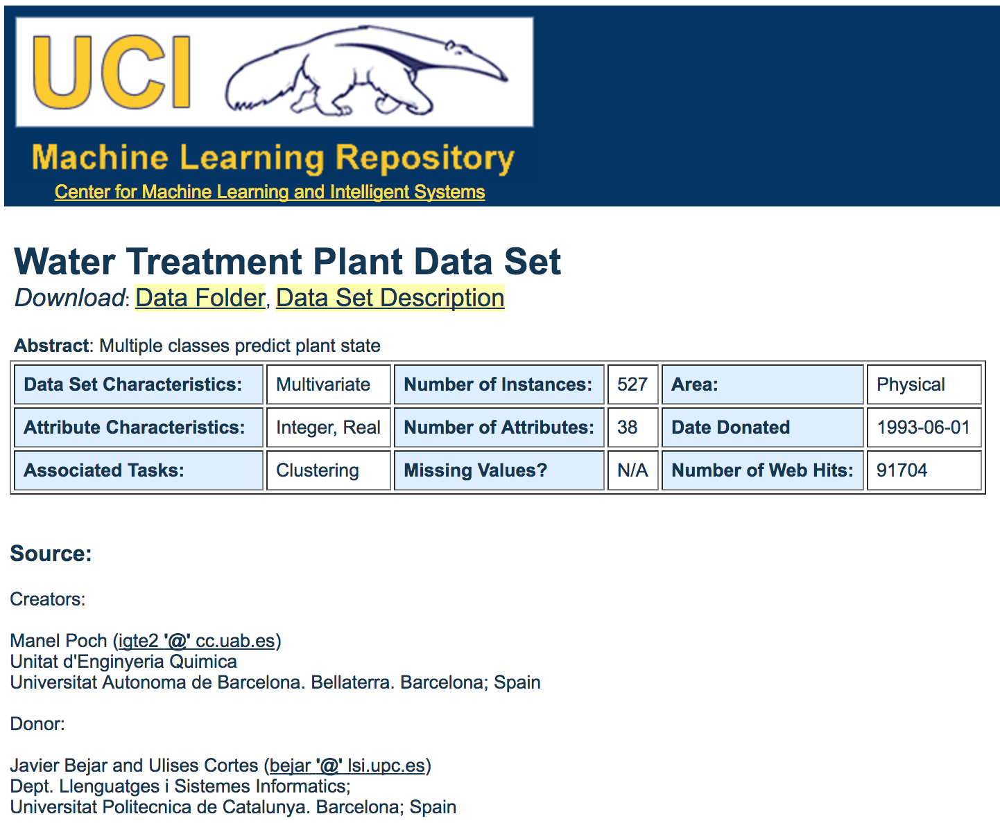 UCI
Machine Learning Repository
Center for Machine Learning and Intelligent Systems
Water Treatment Plant Data Set
Download: Data Folder, Data Set Description
Abstract: Multiple classes predict plant state
Data Set Characteristics: Multivariate Number of Instances: 527 Area: Physical
Attribute Characteristics: Integer, Real Number of Attributes: 38 Date Donated 1993-06-01
Associated Tasks: Clustering Missing Values? N/A Number of Web Hits: 91704
Source:
Creators:
Manel Poch (igte2 '@' cc.uab.es)
Unitat d'Enginyeria Quimica
Universitat Autonoma de Barcelona. Bellaterra. Barcelona; Spain
Donor:
Javier Bejar and Ulises Cortes (bejar '@' lsi.upc.es)
Dept. Llenguatges i Sistemes Informatics;
Universitat Politecnica de Catalunya. Barcelona; Spain